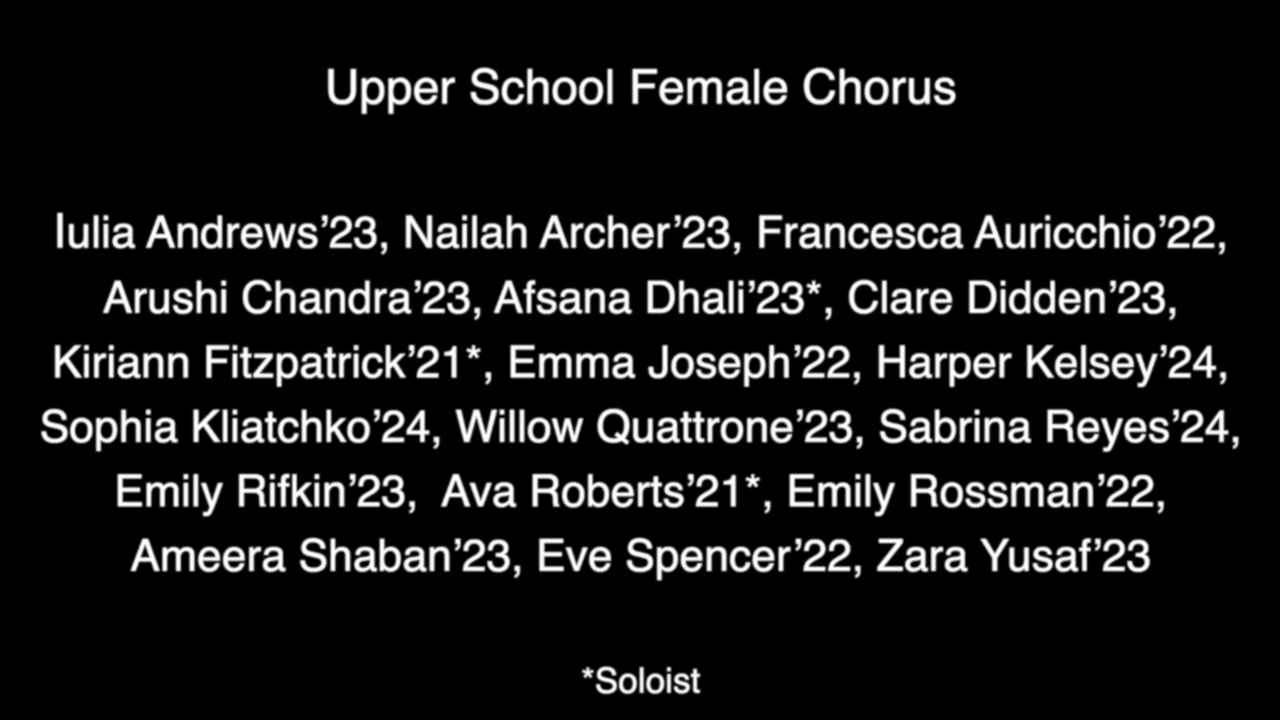 Upper School Female Chorus
Iulia Andrews’23, Nailah Archer’23, Francesca Auricchio’22,
Arushi Chandra’23, Afsana Dhali’23*, Clare Didden’23,
Kiriann Fitzpatrick’21*, Emma Joseph’22, Harper Kelsey’24,
Sophia Kliatchko’24, Willow Quattrone’23, Sabrina Reyes’24,
Emily Rifkin’23,  Ava Roberts’21*, Emily Rossman’22,
Ameera Shaban’23, Eve Spencer’22, Zara Yusaf’23
*Soloist